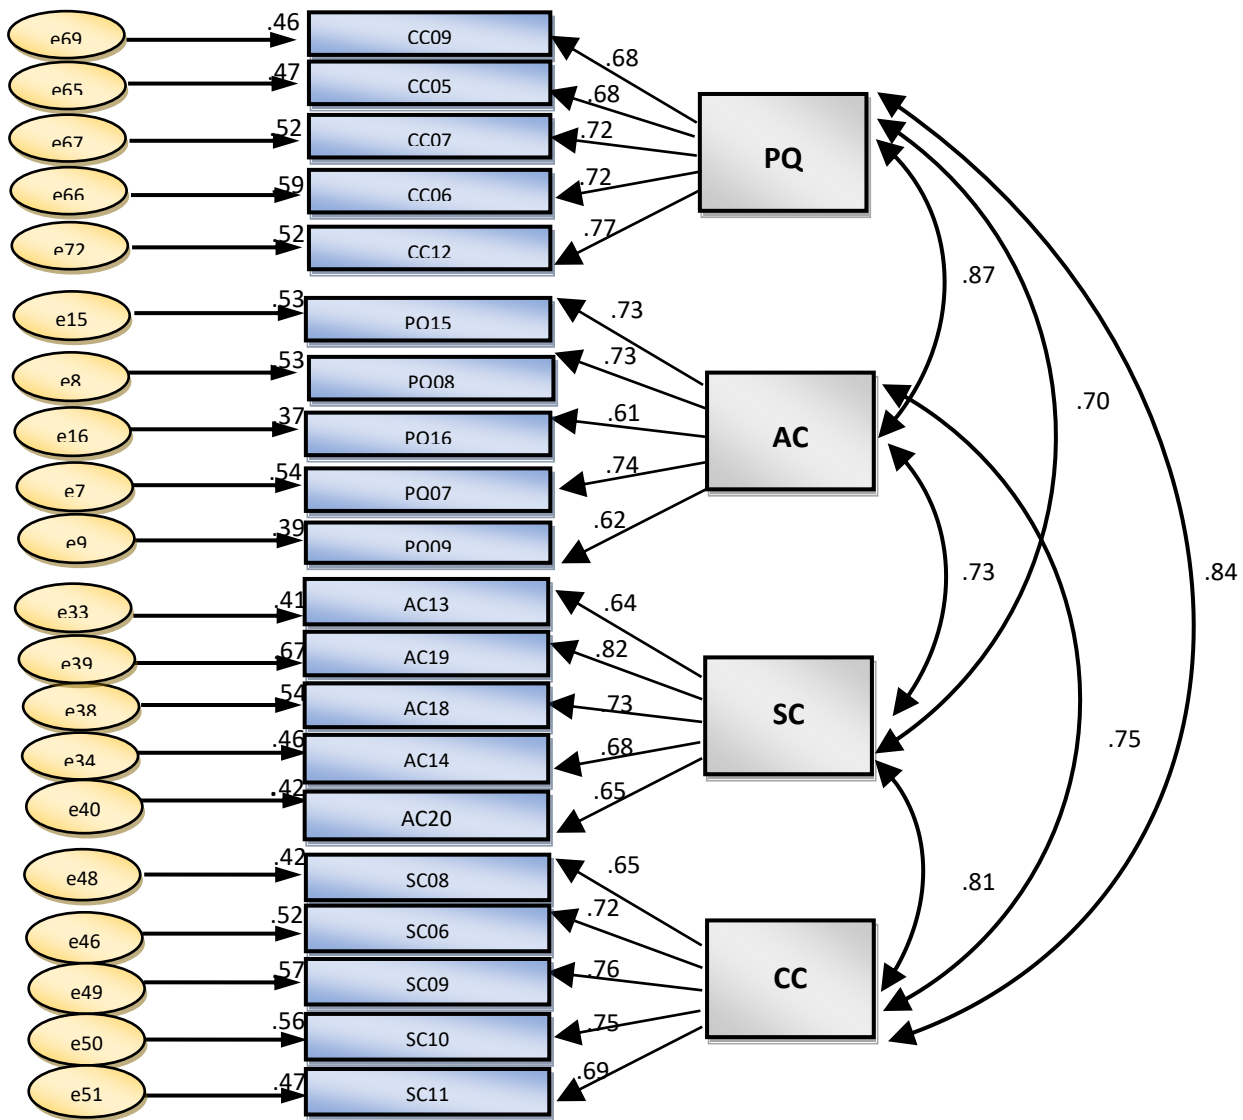 e69 .46 CC09 .68
e65 .47 CC05 .68
e67 .52 CC07 .72
e66 .59 CC06 .72
e72 .52 CC12 .77
PQ
e15 .53 PQ15 .73
e8 .53 PQ08 .73
e16 .37 PQ16 .61
e7 .54 PQ07 .74
e9 .39 PQ09 .62
AC
e33 .41 AC13 .64
e39 .67 AC19 .82
e38 .54 AC18 .73
e34 .46 AC14 .68
e40 .42 AC20 .65
SC
e48 .42 SC08 .65
e46 .52 SC06 .72
e49 .57 SC09 .76
e50 .56 SC10 .75
e51 .47 SC11 .69
CC
.87
.70
.73
.84
.75
.81